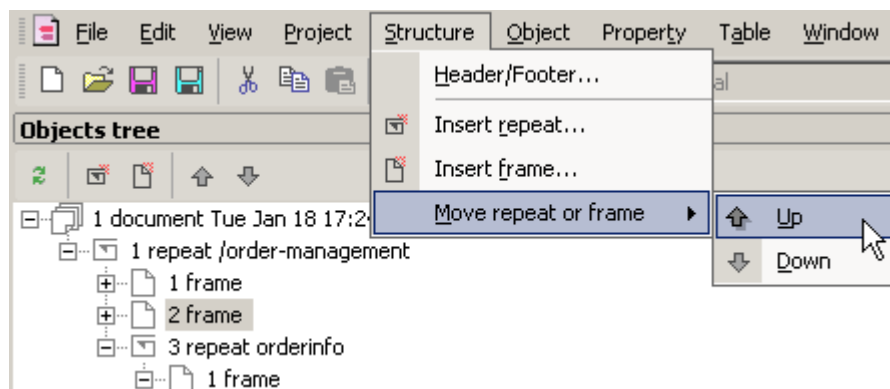 File Edit View Project Structure Object Property Table Window
Header/Footer... al
Objects tree
Insert repeat...
Insert frame...
Move repeat or frame Up
Down
1 document Tue Jan 18 17:2
1 repeat /order-management
1 frame
2 frame
3 repeat orderinfo
1 frame